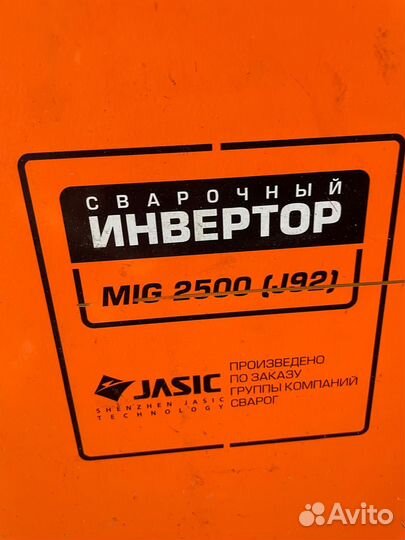 СВАРОЧНЫЙ
ИНВЕРТОР
MIG 2500 (J92)
JASIC
SHENZHEN JASIC
TECHNOLOGY
ПРОИЗВЕДЕНО
ПО ЗАКАЗУ
ГРУППЫ КОМПАНИЙ
СВАРОГ
Avito